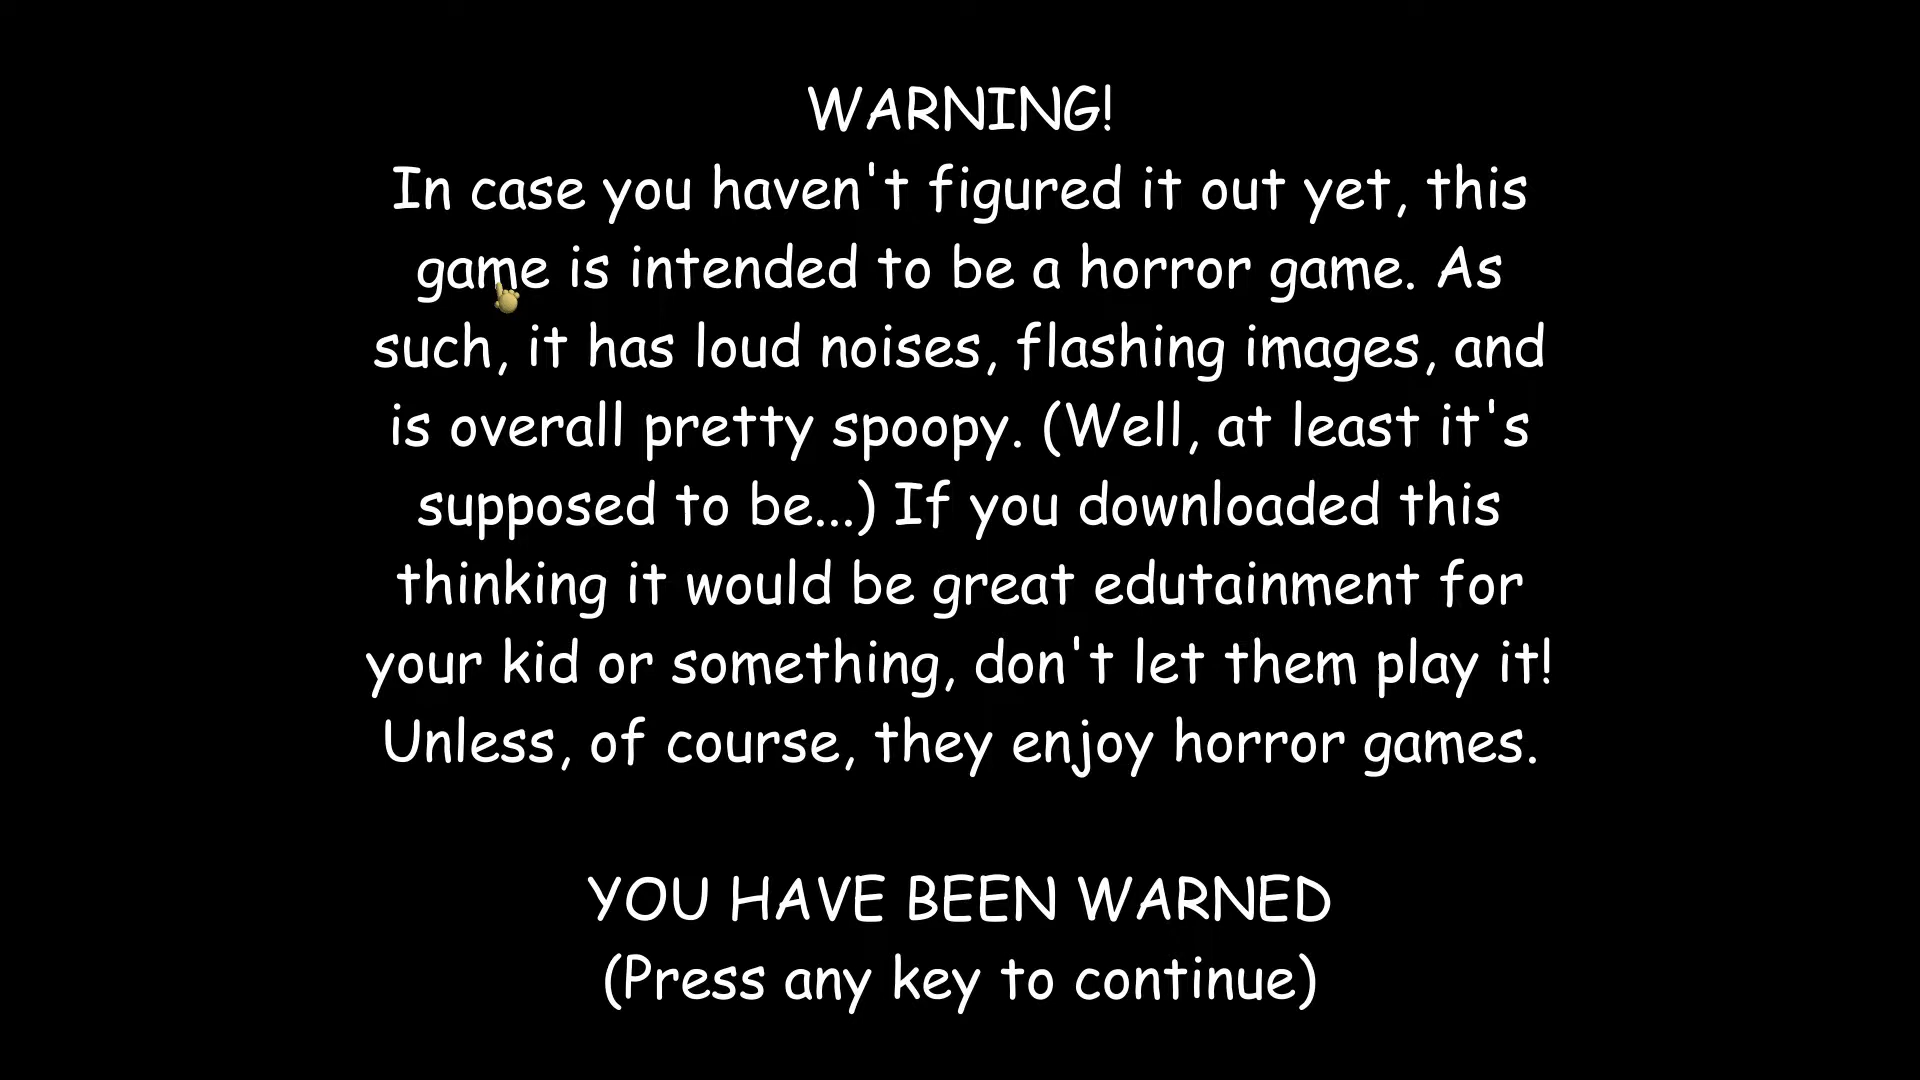 WARNING!
In case you haven't figured it out yet, this
game is intended to be a horror game. As
such, it has loud noises, flashing images, and
is overall pretty spoopy. (Well, at least it's
supposed to be...) If you downloaded this
thinking it would be great edutainment for
your kid or something, don't let them play it!
Unless, of course, they enjoy horror games.
YOU HAVE BEEN WARNED
(Press any key to continue)